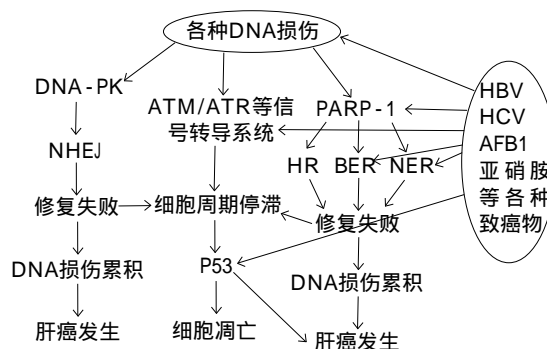 各种DNA损伤
DNA-PK
ATM/ATR等信
号转导系统
PARP-1
HBV
HCV
AFB1
亚硝胺
等各种
致癌物
NHEJ
HR
BER
NER
修复失败
细胞周期停滞
修复失败
DNA损伤累积
P53
DNA损伤累积
肝癌发生
细胞凋亡
肝癌发生